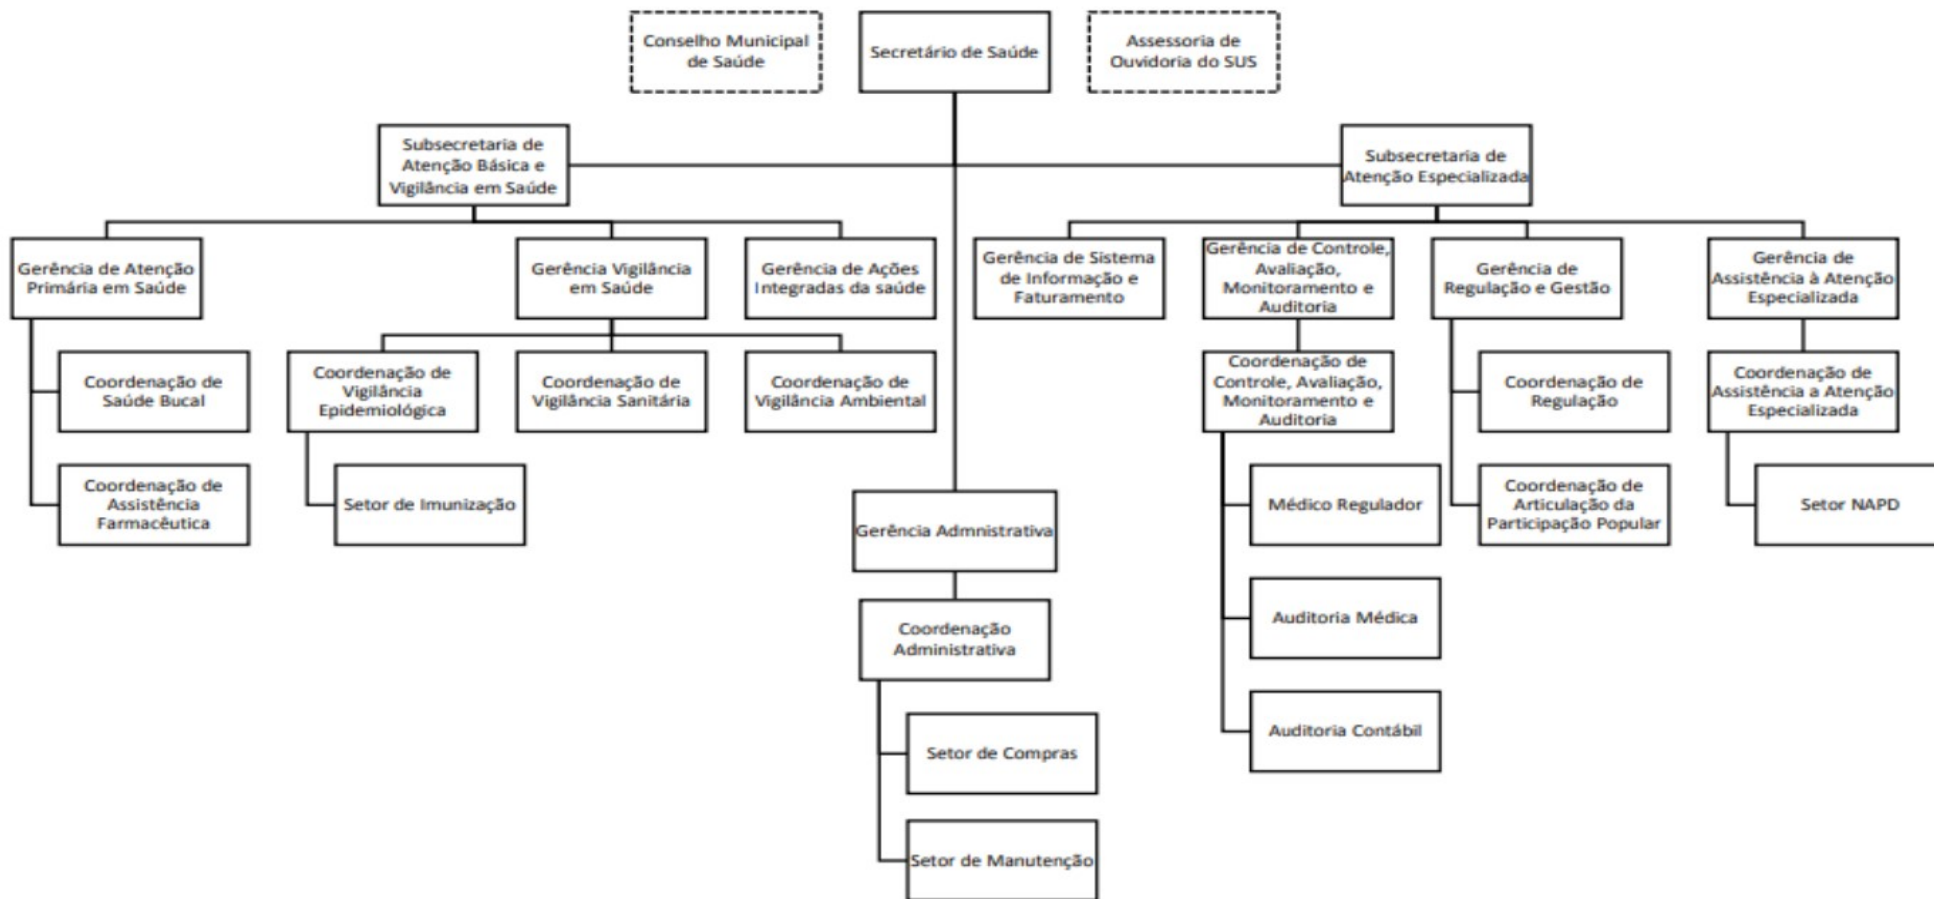 Conselho Municipal
de Saúde
Secretário de Saúde
Assessoria de
Ouvidoria do SUS
Subsecretaria de
Atenção Básica e
Vigilância em Saúde
Subsecretaria de
Atenção Especializada
Gerência de Atenção
Primária em Saúde
Gerência Vigilância
em Saúde
Gerência de Ações
Integradas da saúde
Gerência de Sistema
de Informação e
Faturamento
Gerência de Controle,
Avaliação,
Monitoramento e
Auditoria
Gerência de
Regulação e Gestão
Gerência de
Assistência à Atenção
Especializada
Coordenação de
Saúde Bucal
Coordenação de
Vigilância
Epidemiológica
Coordenação de
Vigilância Sanitária
Coordenação de
Vigilância Ambiental
Coordenação de
Controle, Avaliação,
Monitoramento e
Auditoria
Coordenação de
Regulação
Coordenação de
Assistência a Atenção
Especializada
Coordenação de
Assistência
Farmacêutica
Setor de Imunização
Médico Regulador
Coordenação de
Articulação da
Participação Popular
Setor NAPD
Gerência Admnistrativa
Auditoria Médica
Coordenação
Administrativa
Auditoria Contábil
Setor de Compras
Setor de Manutenção